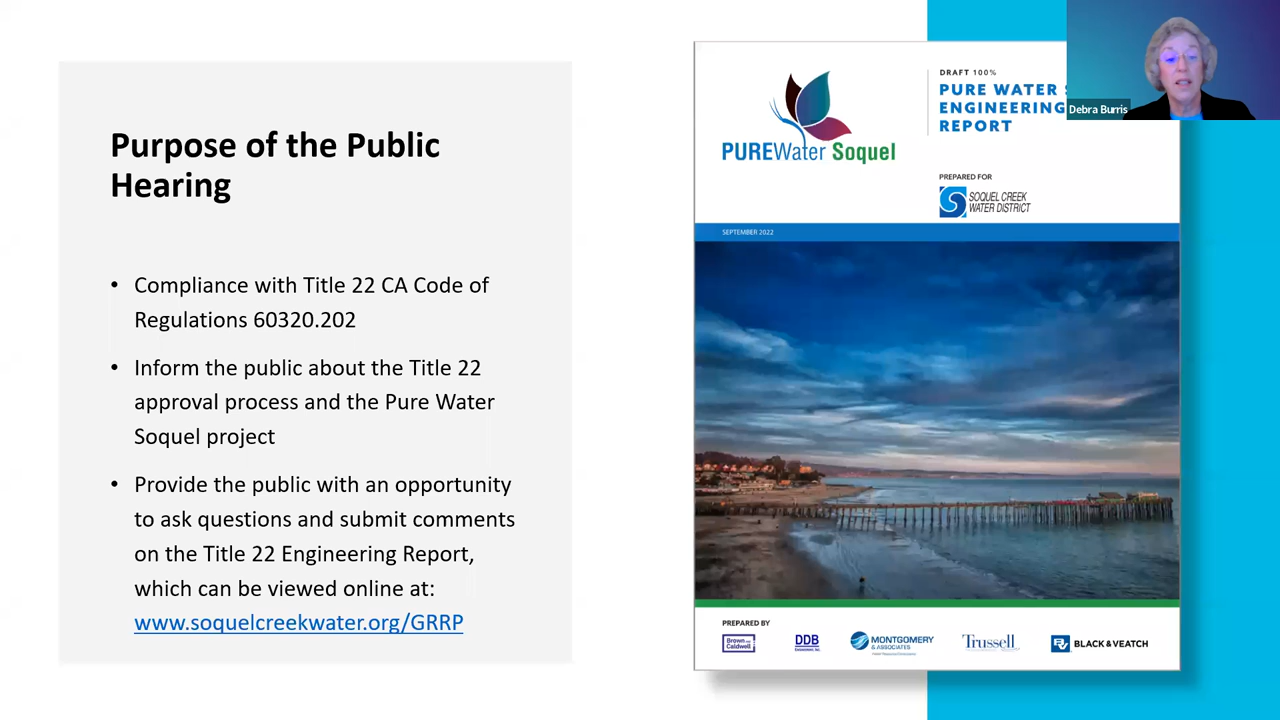 Purpose of the Public
Hearing
• Compliance with Title 22 CA Code of
Regulations 60320.202
• Inform the public about the Title 22
approval process and the Pure Water
Soquel project
• Provide the public with an opportunity
to ask questions and submit comments
on the Title 22 Engineering Report,
which can be viewed online at:
www.soquelcreekwater.org/GRRP
PUREWater Soquel
DRAFT 100%
PURE WATER
ENGINEERING
REPORT
PREPARED FOR
SOQUEL CREEK
WATER DISTRICT
SEPTEMBER 2022
PREPARED BY
Brown AND
Caldwell
DDB
MONTGOMERY
& ASSOCIATES
Trussell
BV BLACK & VEATCH
Debra Burris